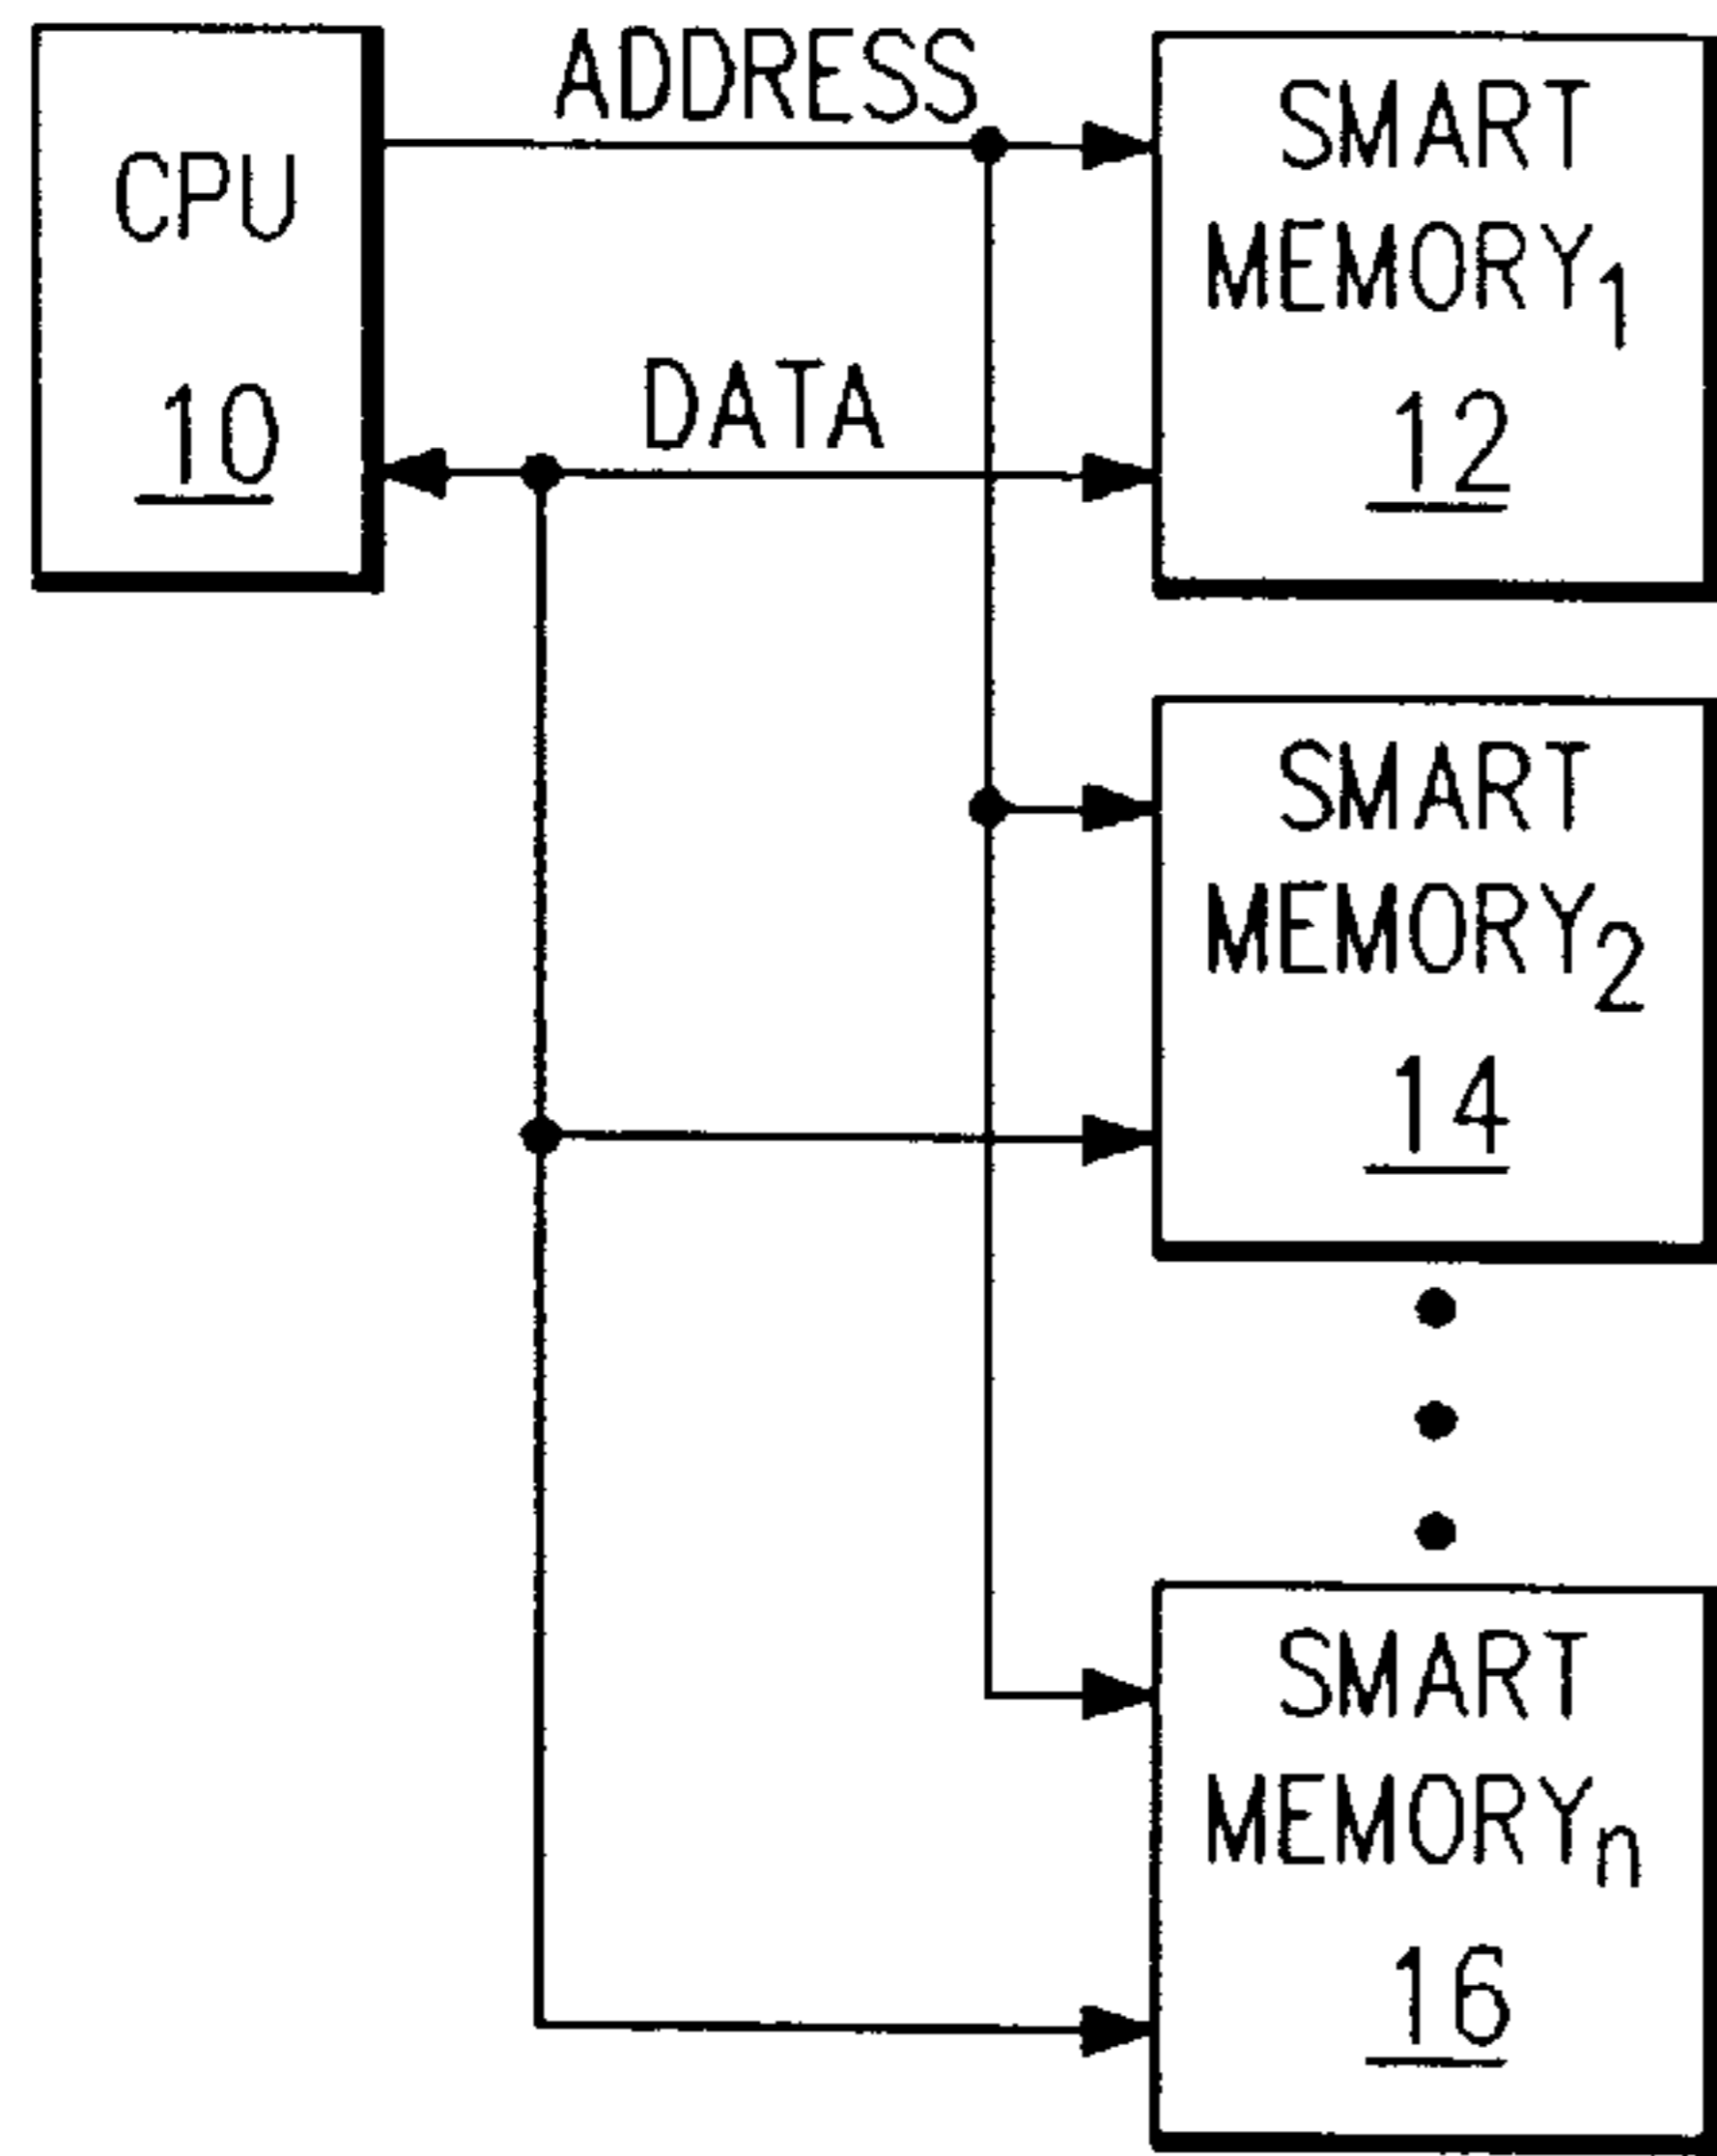 CPU
10
ADDRESS
DATA
SMART
MEMORY₁
12
SMART
MEMORY₂
14
SMART
MEMORYₙ
16